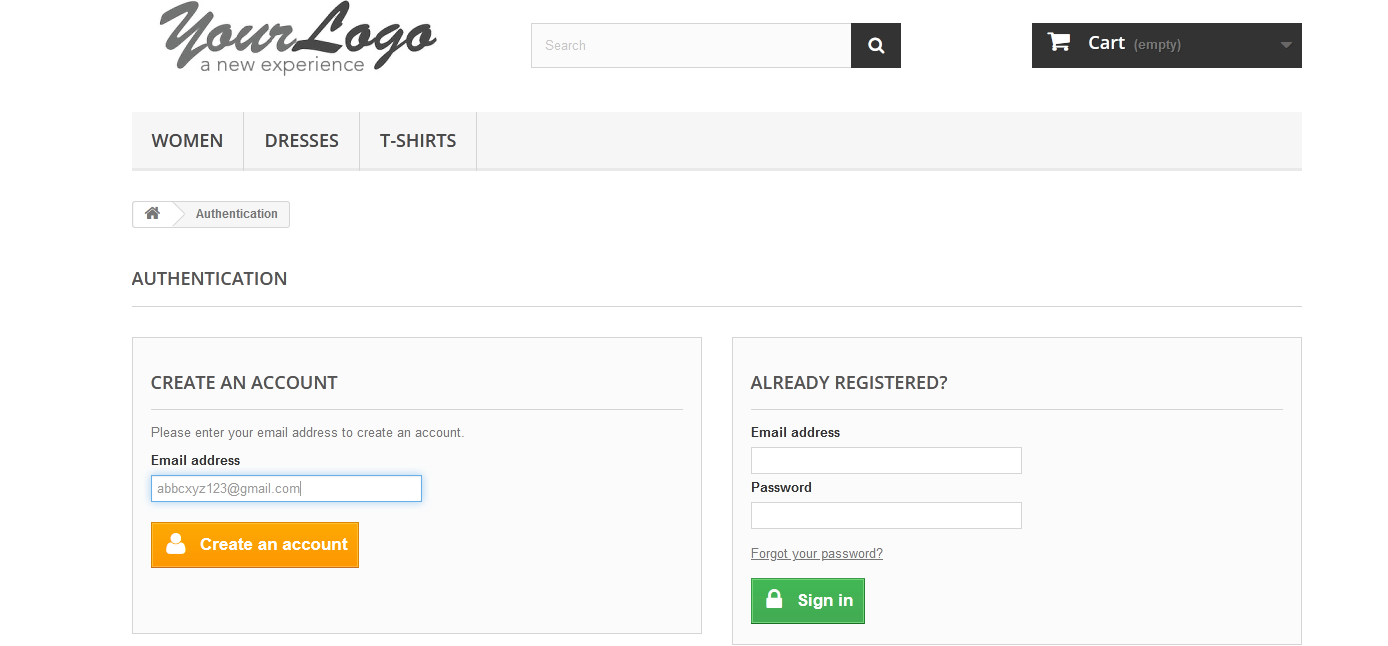 YourLogo
a new experience
Search
Cart (empty)
WOMEN DRESSES T-SHIRTS
Authentication
AUTHENTICATION
CREATE AN ACCOUNT
Please enter your email address to create an account.
Email address
abbcxyz123@gmail.com
Create an account
ALREADY REGISTERED?
Email address
Password
Forgot your password?
Sign in